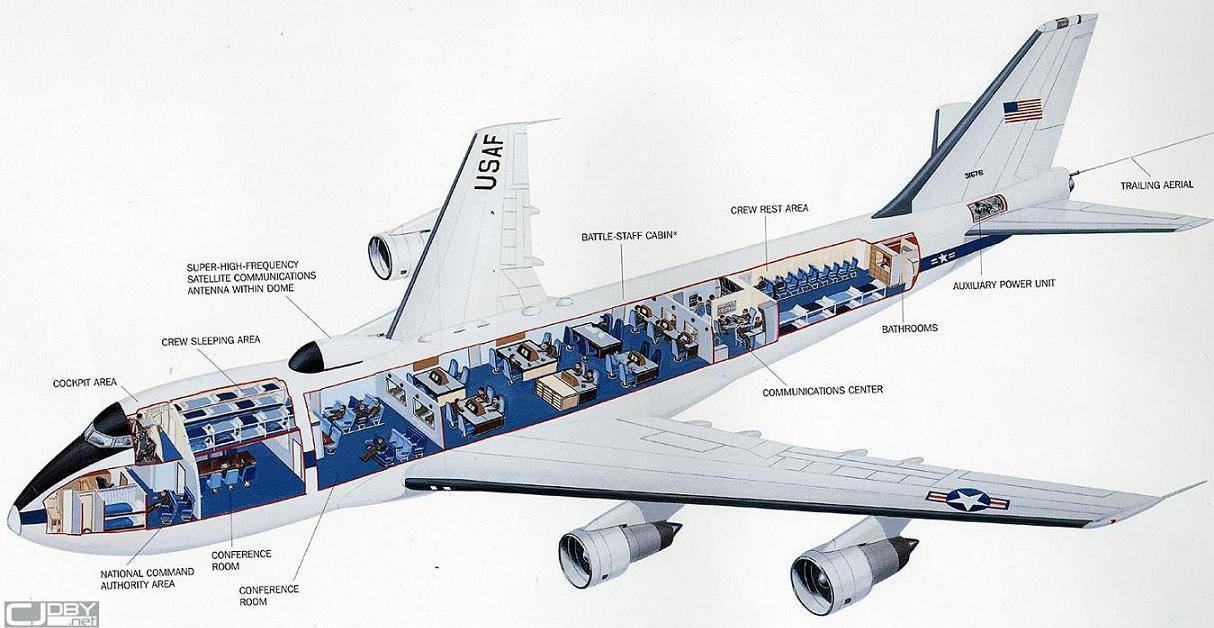 USAF
31676
TRAILING AERIAL
CREW REST AREA
BATTLE-STAFF CABIN*
SUPER-HIGH-FREQUENCY
SATELLITE COMMUNICATIONS
ANTENNA WITHIN DOME
AUXILIARY POWER UNIT
BATHROOMS
CREW SLEEPING AREA
COCKPIT AREA
COMMUNICATIONS CENTER
CONFERENCE
ROOM
NATIONAL COMMAND
AUTHORITY AREA
CONFERENCE
ROOM
CJDBY
.net